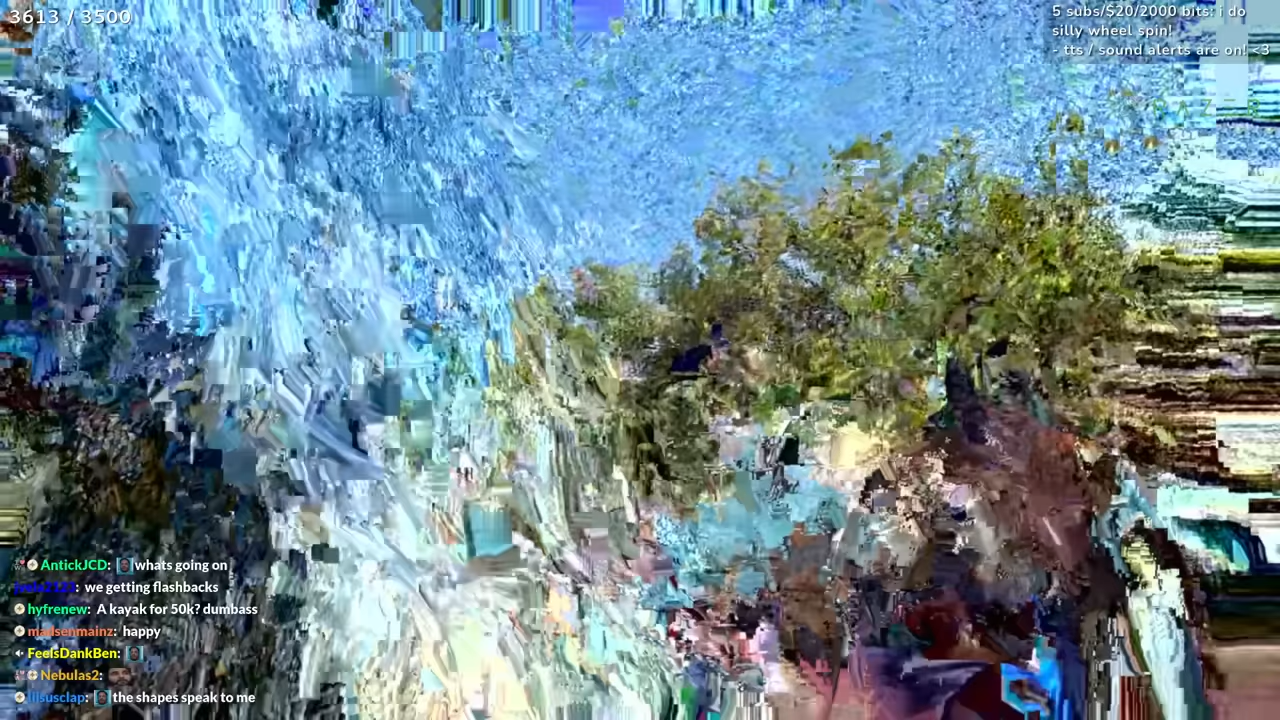 3613 / 3500
5 subs/$20/2000 bits: i do
silly wheel spin!
- tts / sound alerts are on! <3
AntickJCD: whats going on
we getting flashbacks
hyfrenew: A kayak for 50k? dumbass
madsenmainz: happy
FeelsDankBen:
Nebulas2:
lilsusclap: the shapes speak to me